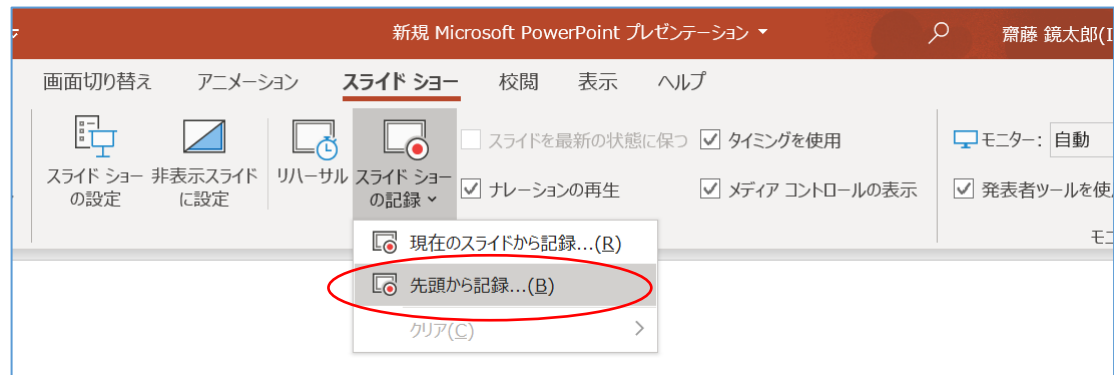 新規 Microsoft PowerPoint プレゼンテーション
齋藤 鏡太郎(I
画面切り替え アニメーション スライド ショー 校閲 表示 ヘルプ
スライド ショー
の設定
非表示スライド
に設定
リハーサル
スライド ショー
の記録
スライドを最新の状態に保つ
ナレーションの再生
タイミングを使用
メディア コントロールの表示
モニター: 自動
発表者ツールを使
現在のスライドから記録...(R)
先頭から記録...(B)
クリア(C)